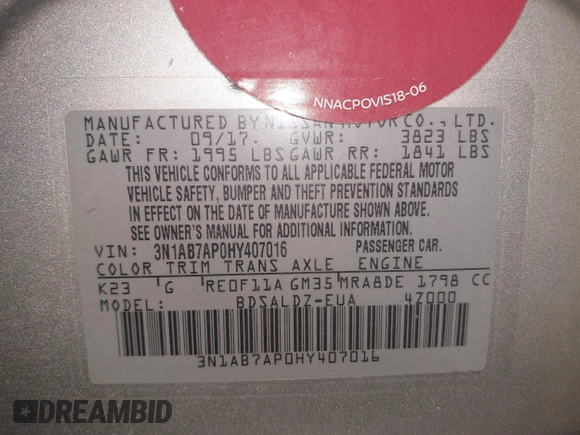 NNACPOVIS18-06
MANUFACTURED BY NISSAN MOTOR CO., LTD.
DATE: 09/17. GVWR: 3823 LBS
GAWR FR: 1995 LBS GAWR RR: 1841 LBS
THIS VEHICLE CONFORMS TO ALL APPLICABLE FEDERAL MOTOR
VEHICLE SAFETY, BUMPER AND THEFT PREVENTION STANDARDS
IN EFFECT ON THE DATE OF MANUFACTURE SHOWN ABOVE.
SEE OWNER'S MANUAL FOR ADDITIONAL INFORMATION.
VIN: 3N1AB7AP0HY407016 PASSENGER CAR.
COLOR TRIM TRANS AXLE ENGINE
K23 G RE0F11A GM35 MRA8DE 1798 CC
MODEL: BDSALDZ-EUA 4Z000
3N1AB7AP0HY407016
DREAMBID